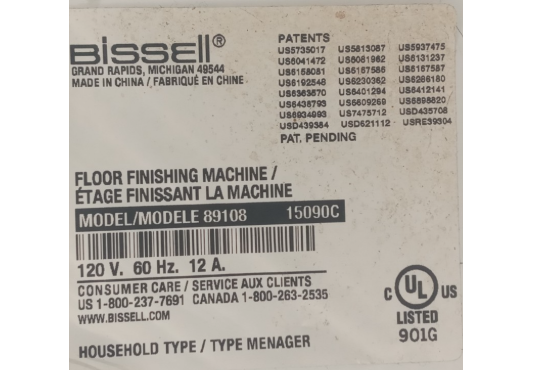 BISSELL®
GRAND RAPIDS, MICHIGAN 49544
MADE IN CHINA / FABRIQUÉ EN CHINE
PATENTS
US5735017 US5813087 US5937475
US6041472 US6081962 US6131237
US6158081 US6167586 US6167587
US6192548 US6230362 US6286180
US6363570 US6401294 US6412141
US6438793 US6609269 US6898820
US6934993 US7475712 USD435708
USD439384 USD621112 USRE39304
PAT. PENDING
FLOOR FINISHING MACHINE /
ÉTAGE FINISSANT LA MACHINE
MODEL/MODELE 89108 15090C
120 V. 60 Hz. 12 A.
CONSUMER CARE / SERVICE AUX CLIENTS
US 1-800-237-7691 CANADA 1-800-263-2535
WWW.BISSELL.COM
HOUSEHOLD TYPE / TYPE MENAGER
C UL® US
LISTED
901G